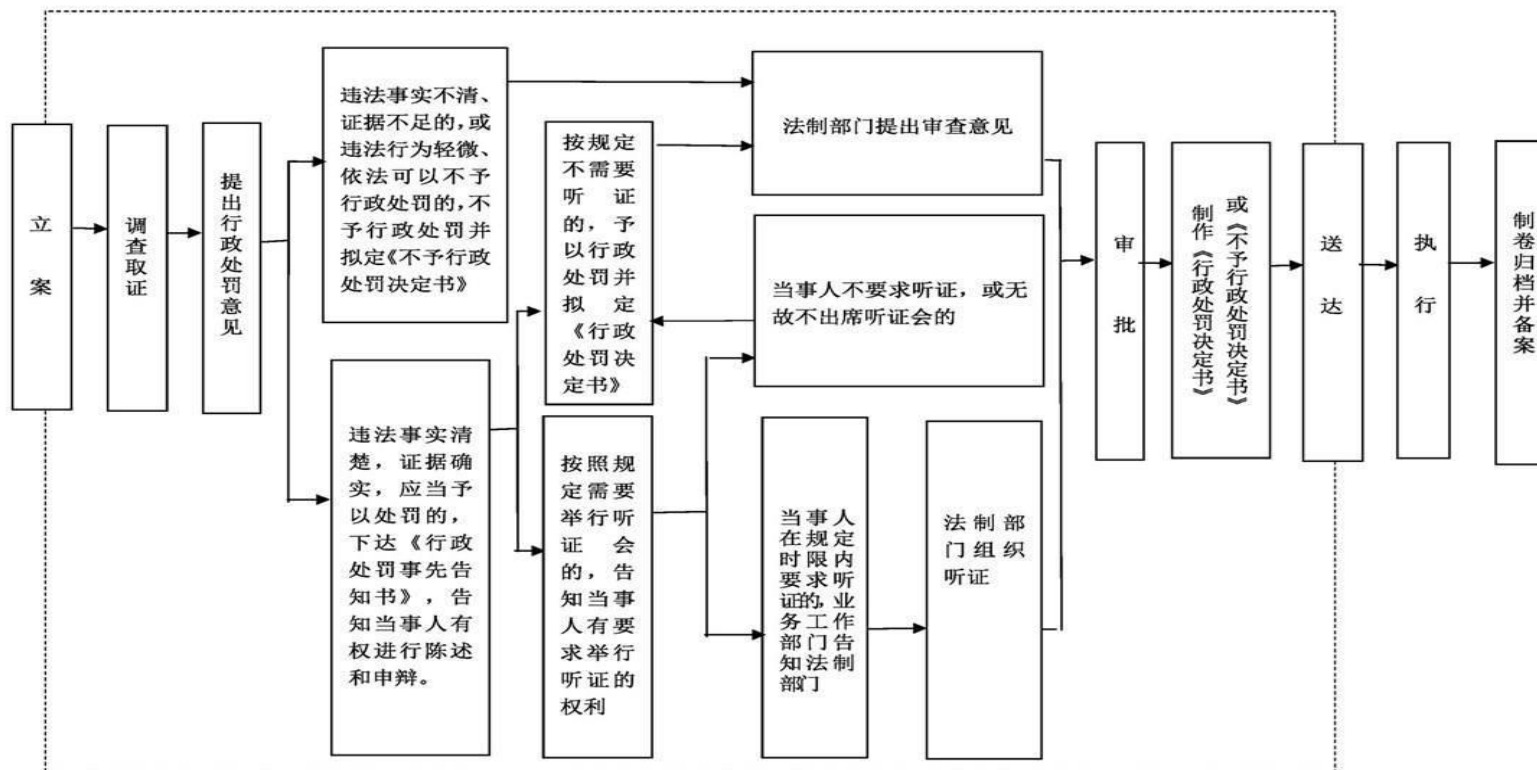 立案
调查取证
提出行政处罚意见
违法事实不清、
证据不足的,或
违法行为轻微、
依法可以不予
行政处罚的,不
予行政处罚并
拟定《不予行政
处罚决定书》
违法事实清
楚，证据确
实，应当予
以处罚的，
下达《行政
处罚事先告
知书》，告
知当事人有
权进行陈述
和申辩。
按规定
不需要
听证
的，予
以行政
处罚并
拟定
《行政
处罚决
定书》
按照规
定需要
举行听
证会
的，告
知当事
人有要
求举行
听证的
权利
法制部门提出审查意见
当事人不要求听证，或无
故不出席听证会的
当事人
在规定
时限内
要求听
证的,业
务工作
部门告
知法制
部门
法制部
门组织
听证
审批
制作《行政处罚决定书》
或《不予行政处罚决定书》
送达
执行
制卷归档并备案